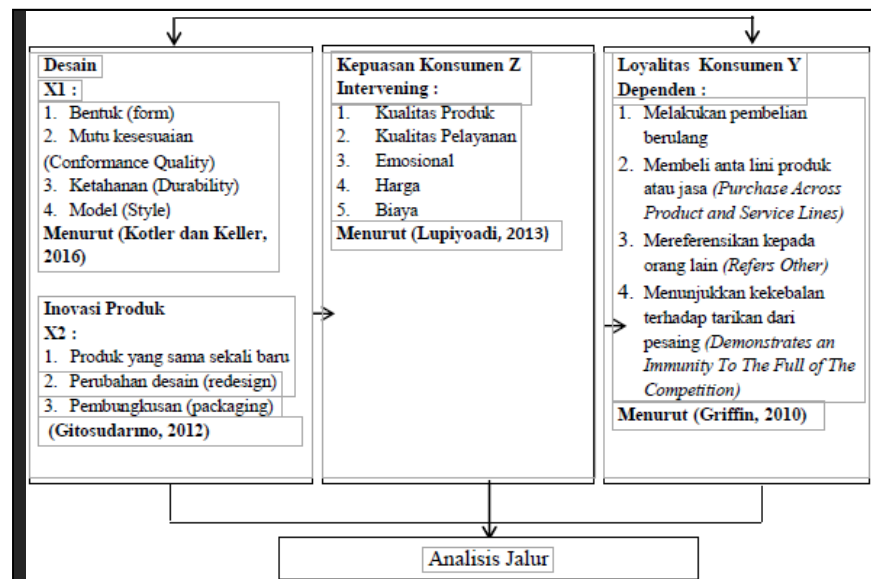 Desain
X1 :
1. Bentuk (form)
2. Mutu kesesuaian
(Conformance Quality)
3. Ketahanan (Durability)
4. Model (Style)
Menurut (Kotler dan Keller,
2016)
Inovasi Produk
X2 :
1. Produk yang sama sekali baru
2. Perubahan desain (redesign)
3. Pembungkusan (packaging)
(Gitosudarmo, 2012)
Kepuasan Konsumen Z
Intervening :
1. Kualitas Produk
2. Kualitas Pelayanan
3. Emosional
4. Harga
5. Biaya
Menurut (Lupiyoadi, 2013)
Loyalitas Konsumen Y
Dependen :
1. Melakukan pembelian
berulang
2. Membeli anta lini produk
atau jasa (Purchase Across
Product and Service Lines)
3. Mereferensikan kepada
orang lain (Refers Other)
4. Menunjukkan kekebalan
terhadap tarikan dari
pesaing (Demonstrates an
Immunity To The Full of The
Competition)
Menurut (Griffin, 2010)
Analisis Jalur